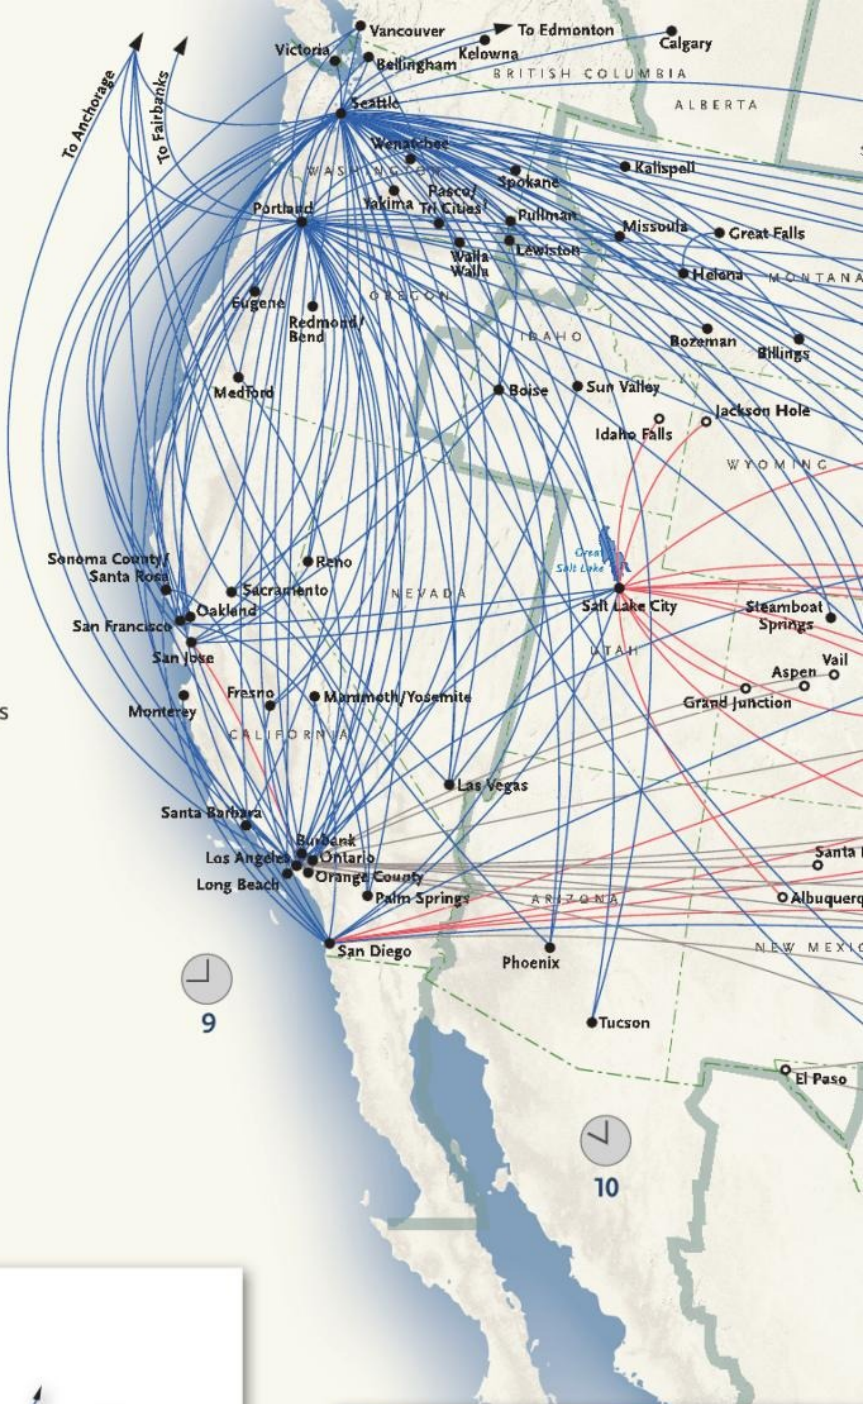 Vancouver
To Edmonton
Victoria
Kelowna
Calgary
Bellingham
BRITISH COLUMBIA
To Anchorage
To Fairbanks
Seattle
ALBERTA
Wenatchee
WASHINGTON
Spokane
Kalispell
Yakima
Pasco/
Tri Cities
Portland
Pullman
Missoula
Great Falls
Lewiston
Walla
Walla
Helena
MONTANA
Eugene
OREGON
Redmond/
Bend
IDAHO
Bozeman
Billings
Medford
Boise
Sun Valley
Jackson Hole
Idaho Falls
WYOMING
Sonoma County/
Santa Rosa
Reno
Great
Salt Lake
Sacramento
NEVADA
Oakland
San Francisco
Salt Lake City
Steamboat
Springs
San Jose
UTAH
Vail
Aspen
Fresno
Mammoth/Yosemite
Grand Junction
Monterey
s
CALIFORNIA
Las Vegas
Santa Barbara
Burbank
Los Angeles
Ontario
Santa
Orange County
Long Beach
Palm Springs
ARIZONA
Albuquerq
San Diego
Phoenix
NEW MEXIC
9
Tucson
El Paso
10